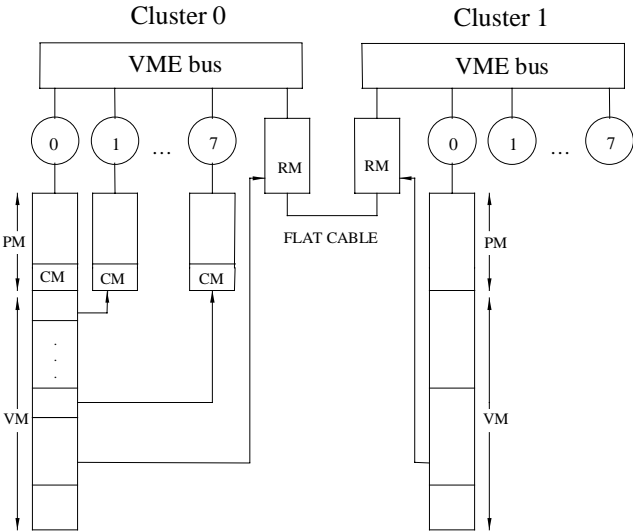 Cluster 0
Cluster 1
VME bus
VME bus
0
1
...
7
RM
RM
0
1
...
7
FLAT CABLE
PM
CM
CM
CM
PM
. . .
VM
VM